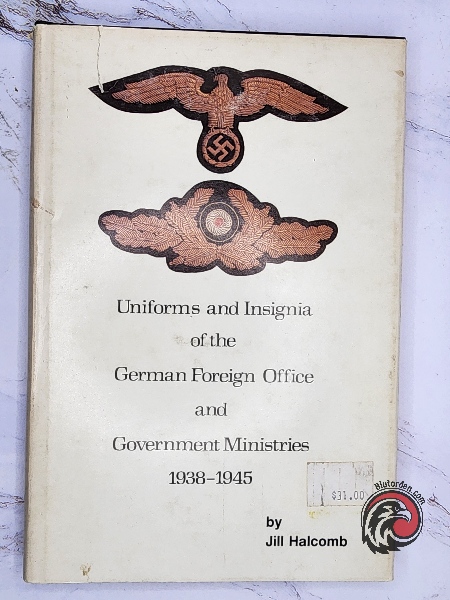 Uniforms and Insignia
of the
German Foreign Office
and
Government Ministries
1938-1945
$31.00
by
Jill Halcomb
Blutorden.com